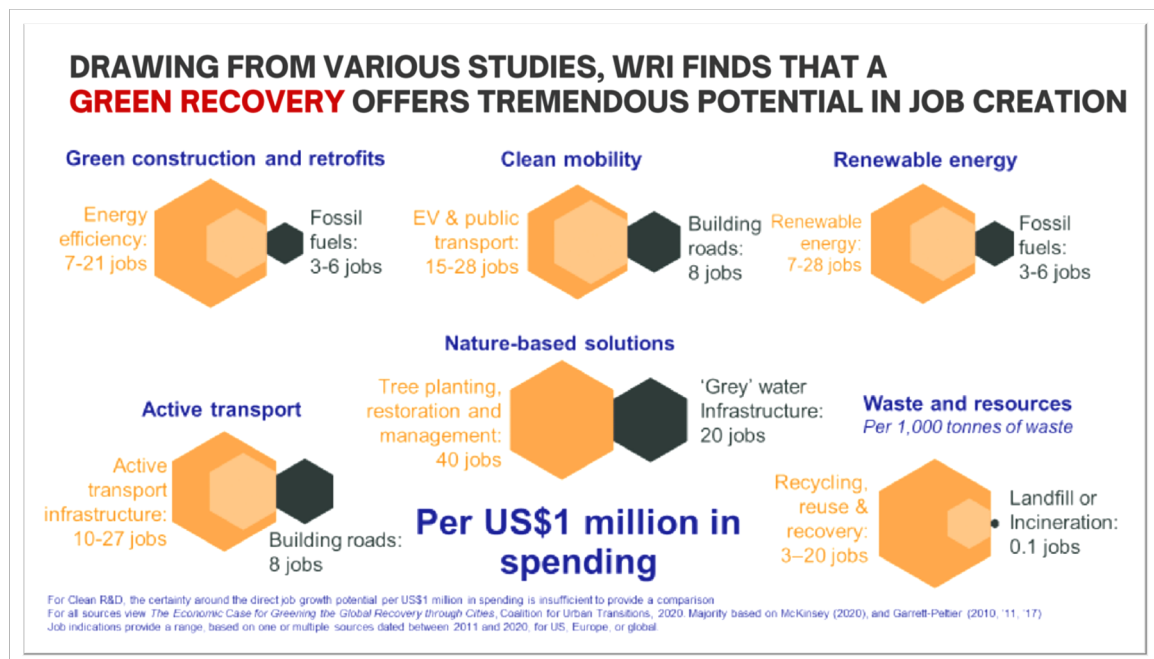 DRAWING FROM VARIOUS STUDIES, WRI FINDS THAT A
GREEN RECOVERY OFFERS TREMENDOUS POTENTIAL IN JOB CREATION
Green construction and retrofits
Energy
efficiency:
7-21 jobs
Fossil
fuels:
3-6 jobs
Clean mobility
EV & public
transport:
15-28 jobs
Building
roads:
8 jobs
Renewable energy
Renewable
energy:
7-28 jobs
Fossil
fuels:
3-6 jobs
Active transport
Active
transport
infrastructure:
10-27 jobs
Building roads:
8 jobs
Nature-based solutions
Tree planting,
restoration and
management:
40 jobs
‘Grey’ water
Infrastructure:
20 jobs
Waste and resources
Per 1,000 tonnes of waste
Recycling,
reuse &
recovery:
3–20 jobs
Landfill or
Incineration:
0.1 jobs
Per US$1 million in
spending
For Clean R&D, the certainty around the direct job growth potential per US$1 million in spending is insufficient to provide a comparison
For all sources view The Economic Case for Greening the Global Recovery through Cities, Coalition for Urban Transitions, 2020. Majority based on McKinsey (2020), and Garrett-Peltier (2010, ’11, ’17)
Job indications provide a range, based on one or multiple sources dated between 2011 and 2020, for US, Europe, or global.